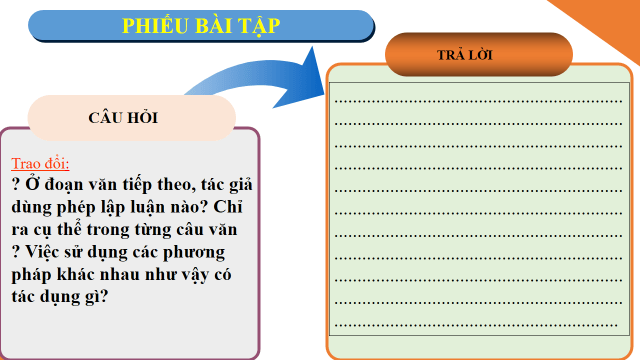 PHIẾU BÀI TẬP
TRẢ LỜI
CÂU HỎI
Trao đổi:
? Ở đoạn văn tiếp theo, tác giả
dùng phép lập luận nào? Chỉ
ra cụ thể trong từng câu văn
? Việc sử dụng các phương
pháp khác nhau như vậy có
tác dụng gì?